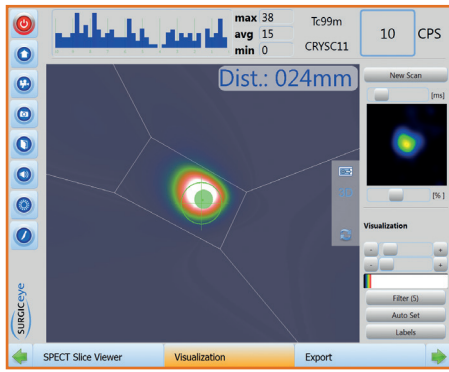 max 38
avg 15
min 0
Tc99m
CRYSC11
10
CPS
Dist.: 024mm
New Scan
[ms]
[% ]
Visualization
-
+
-
+
Filter (5)
Auto Set
Labels
SURGICeye
SPECT Slice Viewer
Visualization
Export